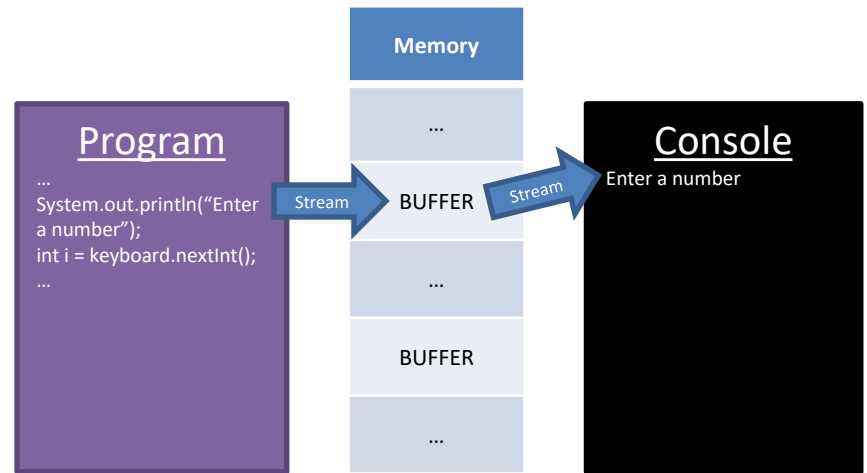 Memory
Program
...
System.out.println(“Enter
a number”);
int i = keyboard.nextInt();
...
Stream
...
BUFFER
...
BUFFER
...
Stream
Console
Enter a number